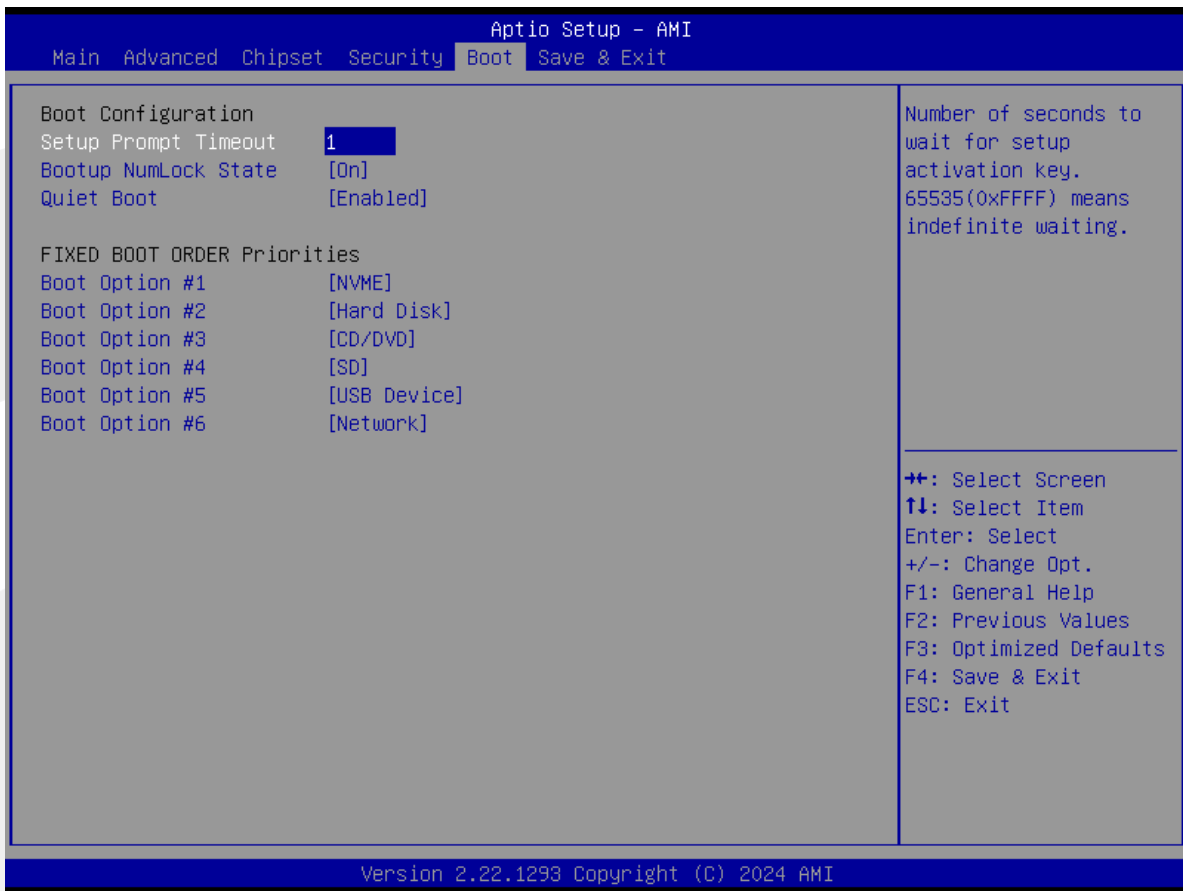 Aptio Setup - AMI
Main Advanced Chipset Security Boot Save & Exit
Boot Configuration
Setup Prompt Timeout 1
Bootup NumLock State [On]
Quiet Boot [Enabled]
FIXED BOOT ORDER Priorities
Boot Option #1 [NVME]
Boot Option #2 [Hard Disk]
Boot Option #3 [CD/DVD]
Boot Option #4 [SD]
Boot Option #5 [USB Device]
Boot Option #6 [Network]
Number of seconds to
wait for setup
activation key.
65535(0xFFFF) means
indefinite waiting.
→←: Select Screen
↑↓: Select Item
Enter: Select
+/-: Change Opt.
F1: General Help
F2: Previous Values
F3: Optimized Defaults
F4: Save & Exit
ESC: Exit
Version 2.22.1293 Copyright (C) 2024 AMI